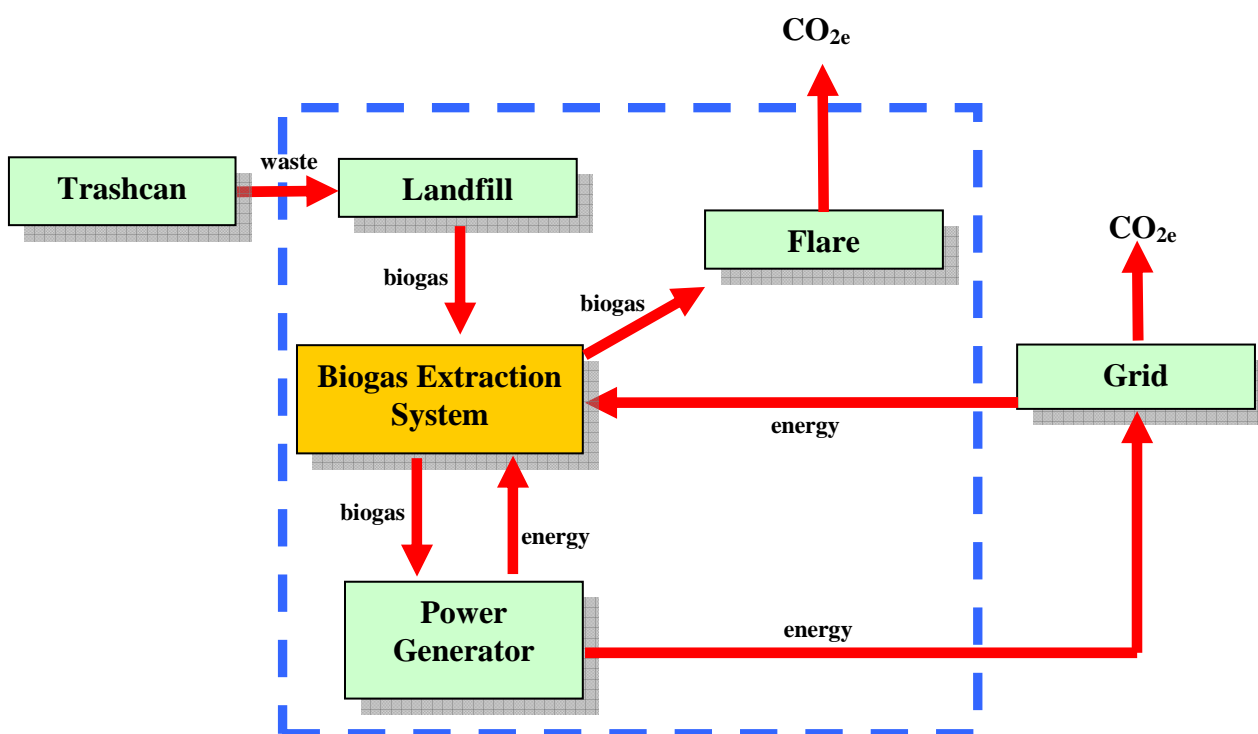 CO2e
waste
Trashcan
Landfill
Flare
CO2e
biogas
biogas
Biogas Extraction
System
Grid
energy
biogas
energy
Power
Generator
energy